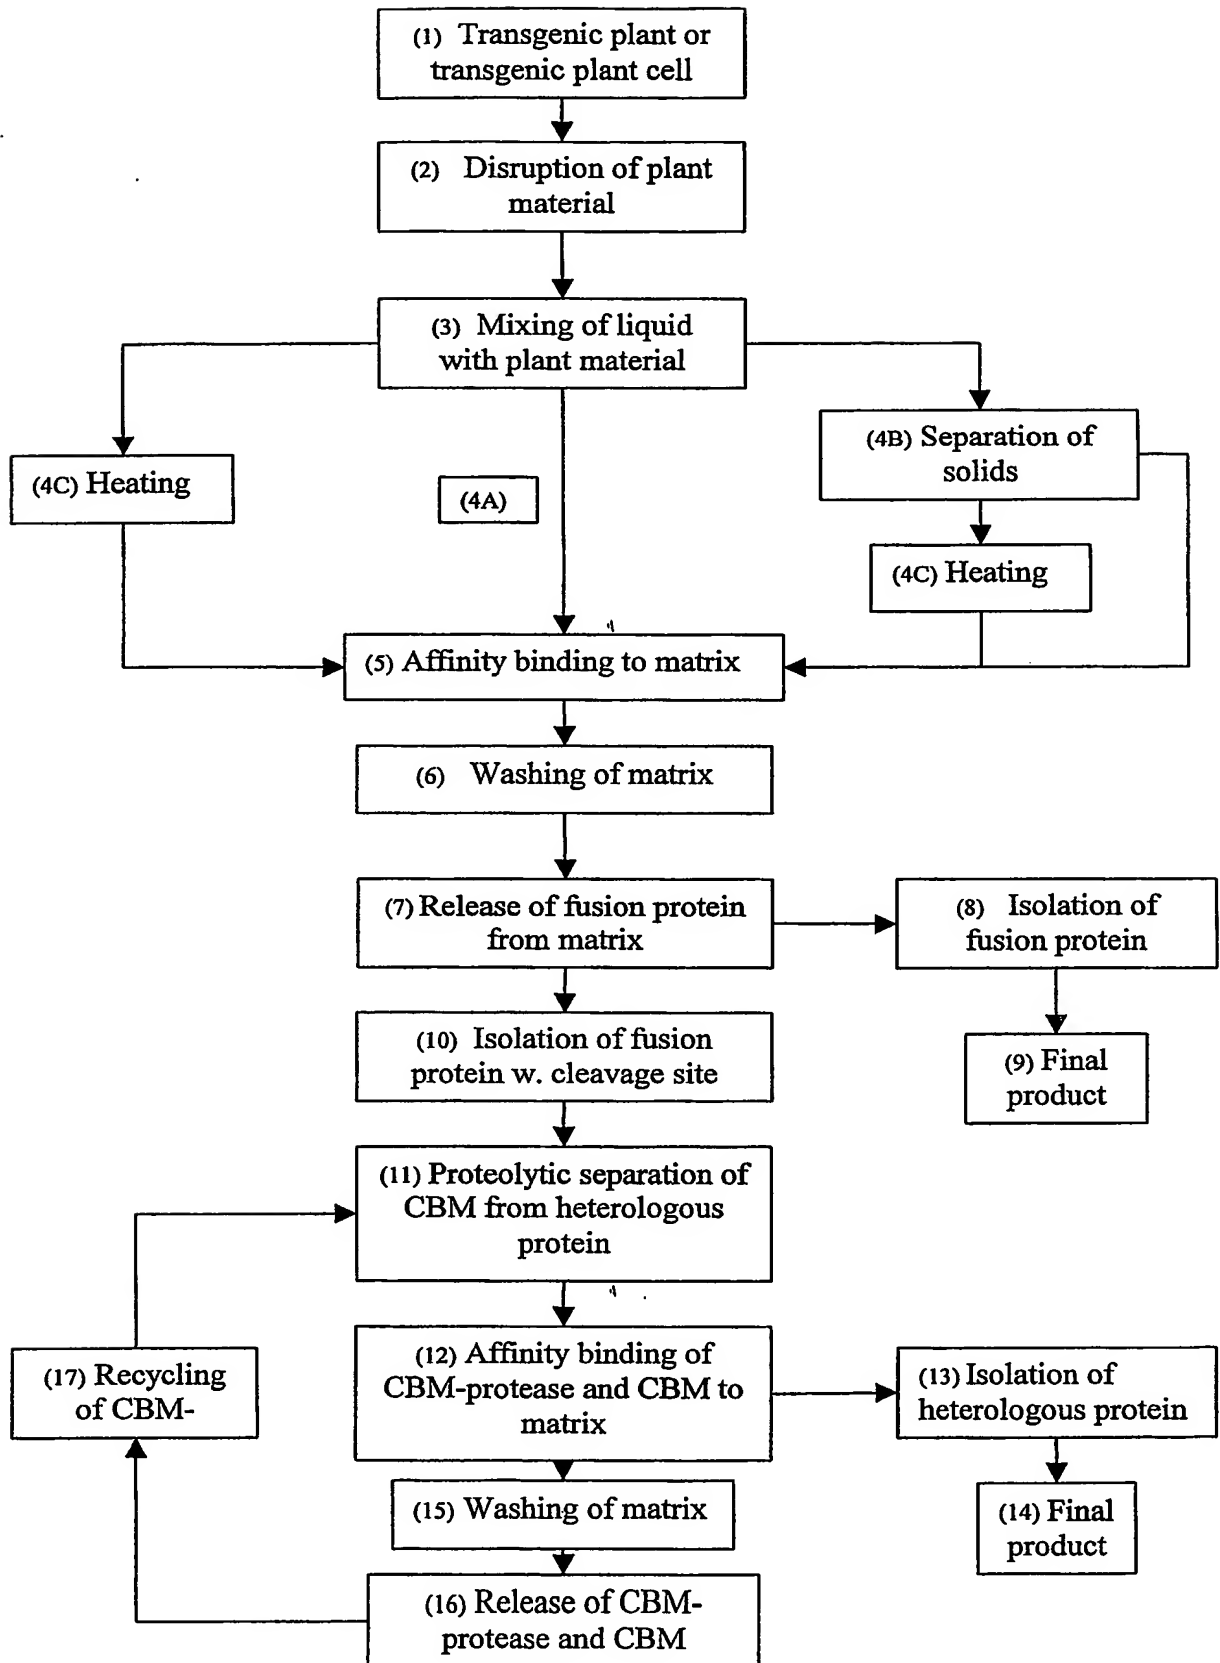 (1) Transgenic plant or
transgenic plant cell
(2) Disruption of plant
material
(3) Mixing of liquid
with plant material
(4C) Heating
(4A)
(4B) Separation of
solids
(4C) Heating
(5) Affinity binding to matrix
(6) Washing of matrix
(7) Release of fusion protein
from matrix
(8) Isolation of
fusion protein
(9) Final
product
(10) Isolation of fusion
protein w. cleavage site
(11) Proteolytic separation of
CBM from heterologous
protein
(12) Affinity binding of
CBM-protease and CBM to
matrix
(13) Isolation of
heterologous protein
(14) Final
product
(15) Washing of matrix
(16) Release of CBM-
protease and CBM
(17) Recycling
of CBM-